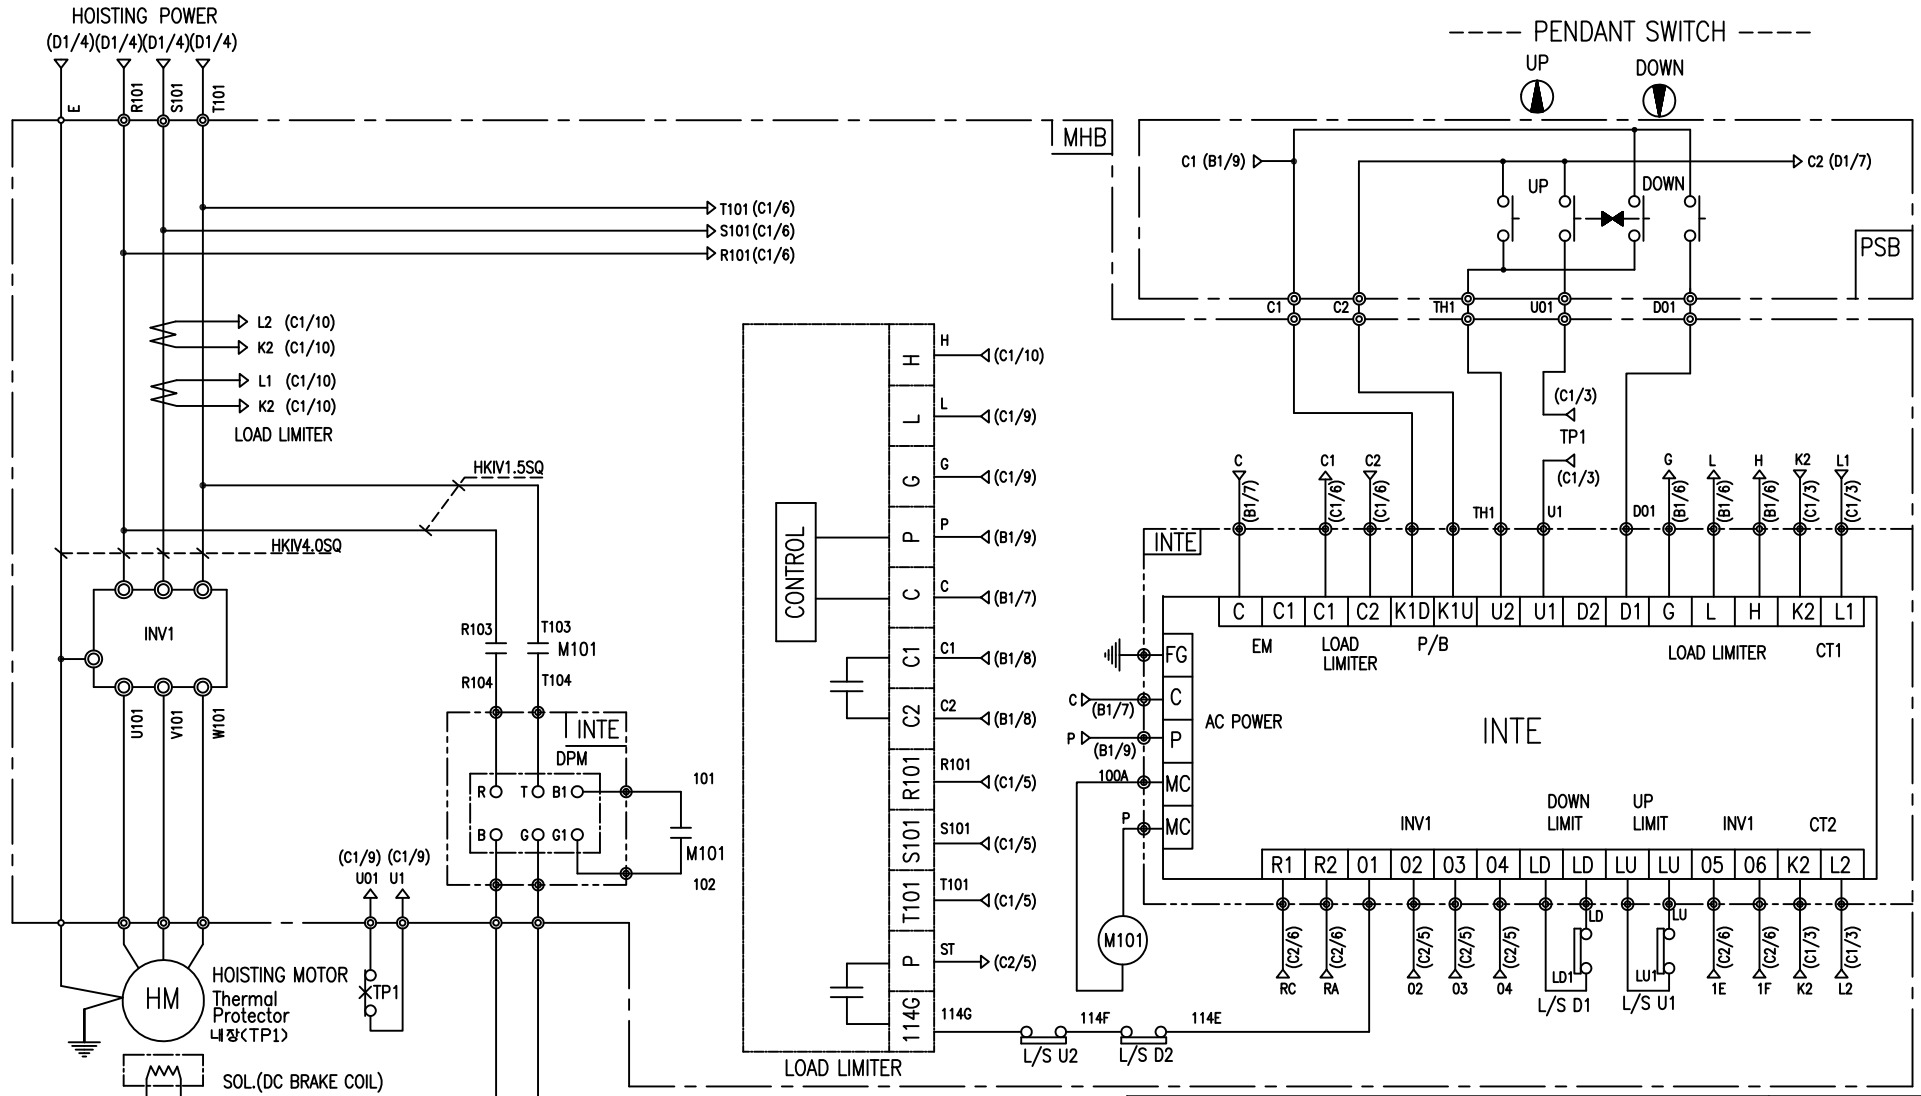 HOISTING POWER
(D1/4)(D1/4)(D1/4)(D1/4)
E
R101
S101
T101
MHB
T101 (C1/6)
S101 (C1/6)
R101 (C1/6)
L2 (C1/10)
K2 (C1/10)
L1 (C1/10)
K2 (C1/10)
LOAD LIMITER
HKIV1.5SQ
HKIV4.0SQ
INV1
U101
V101
W101
R103
T103
M101
R104
T104
INTE
DPM
R
T
B1
B
G
G1
101
M101
102
(C1/9) (C1/9)
U01 U1
TP1
HM
HOISTING MOTOR
Thermal
Protector
내장(TP1)
SOL.(DC BRAKE COIL)
CONTROL
H
L
G
P
C
C1
C2
R101
S101
T101
P
114G
H (C1/10)
L (C1/9)
G (C1/9)
P (B1/9)
C (B1/7)
C1 (B1/8)
C2 (B1/8)
R101 (C1/5)
S101 (C1/5)
T101 (C1/5)
ST (C2/5)
114G
114F
114E
L/S U2
L/S D2
LOAD LIMITER
PENDANT SWITCH
UP
DOWN
C1 (B1/9)
C2 (D1/7)
UP
DOWN
PSB
C1
C2
TH1
U01
D01
(C1/3)
TP1
(C1/3)
C
(B1/7)
C1
(C1/6)
C2
(C1/6)
TH1
U1
D01
G
(B1/6)
L
(B1/6)
H
(B1/6)
K2
(C1/3)
L1
(C1/3)
INTE
C C1 C1 C2 K1D K1U U2 U1 D2 D1 G L H K2 L1
EM
LOAD
LIMITER
P/B
LOAD LIMITER
CT1
FG
C
P
MC
MC
C
(B1/7)
P
(B1/9)
100A
P
M101
AC POWER
INTE
INV1
DOWN
LIMIT
UP
LIMIT
INV1
CT2
R1 R2 O1 O2 O3 O4 LD LD LU LU O5 O6 K2 L2
(C2/6)
RC
(C2/6)
RA
(C2/5)
02
(C2/5)
03
(C2/5)
04
LD
LD1
L/S D1
LU
LU1
L/S U1
(C2/6)
1E
(C2/6)
1F
(C1/3)
K2
(C1/3)
L2